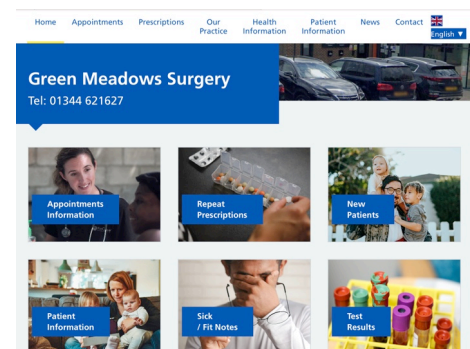 Home Appointments Prescriptions Our Practice Health Information Patient Information News Contact
English ▼
Green Meadows Surgery
Tel: 01344 621627
Appointments
Information
Repeat
Prescriptions
New
Patients
Patient
Information
Sick
/ Fit Notes
Test
Results